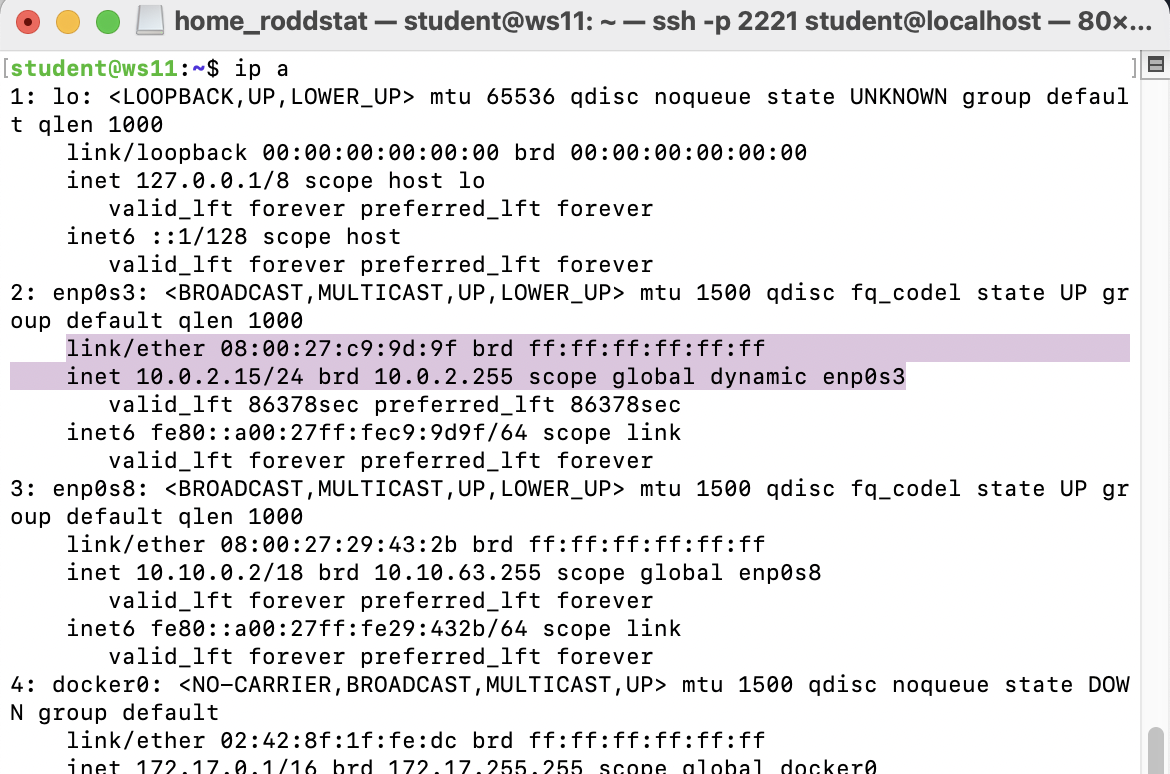 home_roddstat — student@ws11: ~ — ssh -p 2221 student@localhost — 80×...
[student@ws11:~$ ip a ]
1: lo: <LOOPBACK,UP,LOWER_UP> mtu 65536 qdisc noqueue state UNKNOWN group defaul
t qlen 1000
    link/loopback 00:00:00:00:00:00 brd 00:00:00:00:00:00
    inet 127.0.0.1/8 scope host lo
       valid_lft forever preferred_lft forever
    inet6 ::1/128 scope host
       valid_lft forever preferred_lft forever
2: enp0s3: <BROADCAST,MULTICAST,UP,LOWER_UP> mtu 1500 qdisc fq_codel state UP gr
oup default qlen 1000
    link/ether 08:00:27:c9:9d:9f brd ff:ff:ff:ff:ff:ff
    inet 10.0.2.15/24 brd 10.0.2.255 scope global dynamic enp0s3
       valid_lft 86378sec preferred_lft 86378sec
    inet6 fe80::a00:27ff:fec9:9d9f/64 scope link
       valid_lft forever preferred_lft forever
3: enp0s8: <BROADCAST,MULTICAST,UP,LOWER_UP> mtu 1500 qdisc fq_codel state UP gr
oup default qlen 1000
    link/ether 08:00:27:29:43:2b brd ff:ff:ff:ff:ff:ff
    inet 10.10.0.2/18 brd 10.10.63.255 scope global enp0s8
       valid_lft forever preferred_lft forever
    inet6 fe80::a00:27ff:fe29:432b/64 scope link
       valid_lft forever preferred_lft forever
4: docker0: <NO-CARRIER,BROADCAST,MULTICAST,UP> mtu 1500 qdisc noqueue state DOW
N group default
    link/ether 02:42:8f:1f:fe:dc brd ff:ff:ff:ff:ff:ff
    inet 172.17.0.1/16 brd 172.17.255.255 scope global docker0